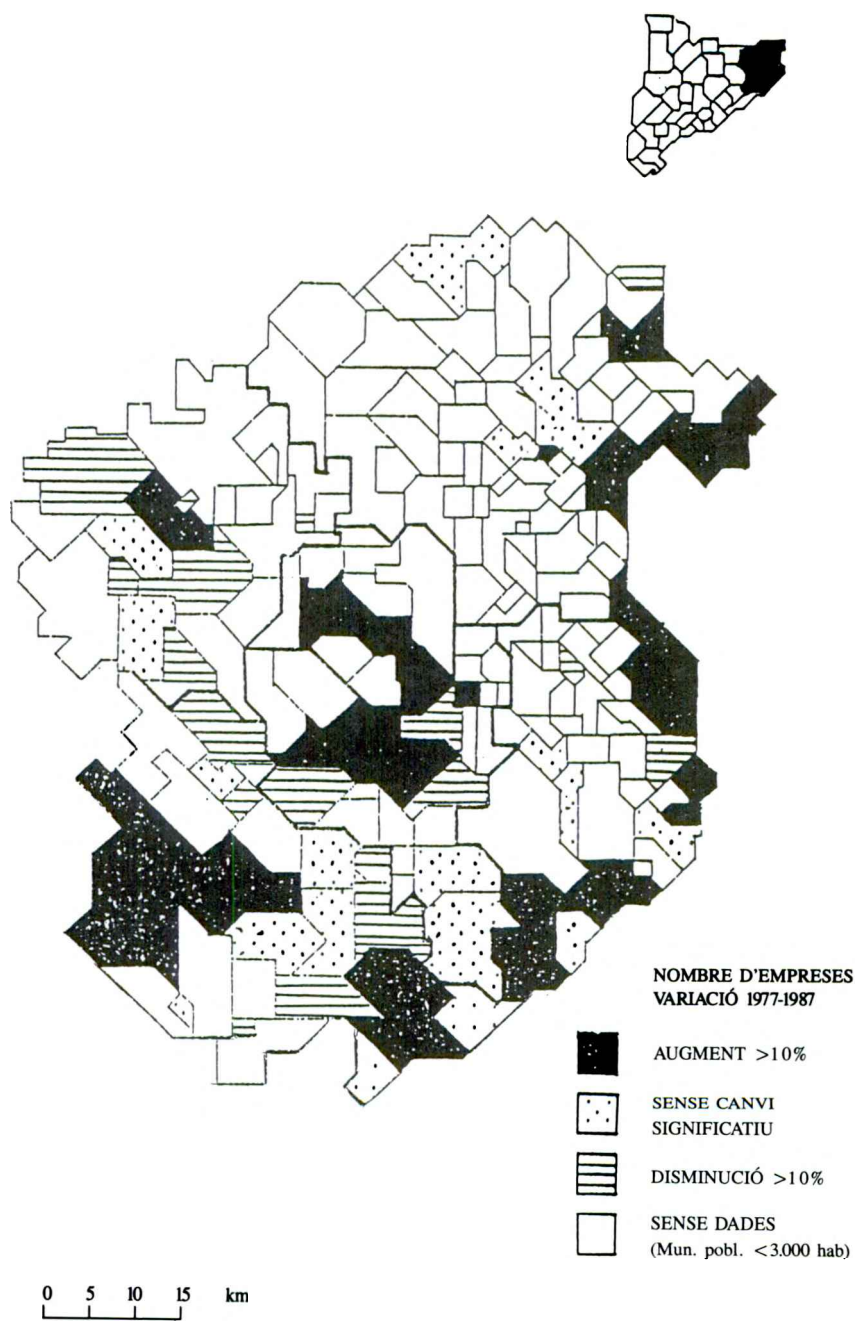 NOMBRE D'EMPRESES
VARIACIÓ 1977-1987
AUGMENT >10%
SENSE CANVI
SIGNIFICATIU
DISMINUCIÓ >10%
SENSE DADES
(Mun. pobl. <3.000 hab)
0 5 10 15 km